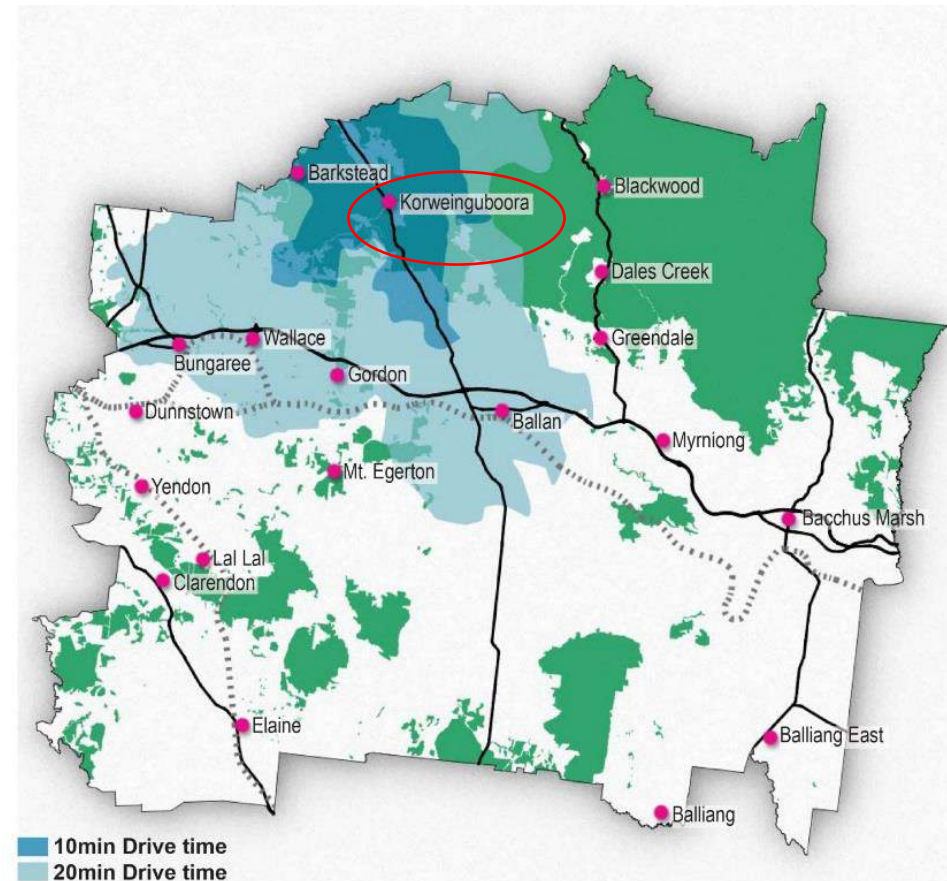 Barkstead
Korweinguboora
Blackwood
Dales Creek
Greendale
Wallace
Bungaree
Gordon
Dunnstown
Ballan
Myrniong
Mt. Egerton
Yendon
Bacchus Marsh
Lal Lal
Clarendon
Elaine
Balliang East
Balliang
10min Drive time
20min Drive time